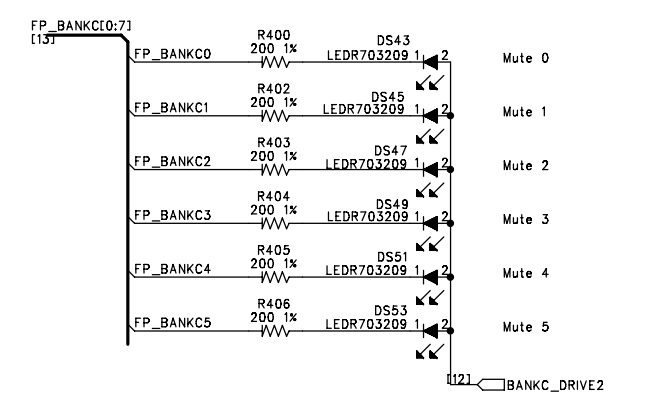 FP_BANKC[0:7]
[13]
R400
200 1%
DS43
FP_BANKC0
LEDR703209 1 2
Mute 0
R402
200 1%
DS45
FP_BANKC1
LEDR703209 1 2
Mute 1
R403
200 1%
DS47
FP_BANKC2
LEDR703209 1 2
Mute 2
R404
200 1%
DS49
FP_BANKC3
LEDR703209 1 2
Mute 3
R405
200 1%
DS51
FP_BANKC4
LEDR703209 1 2
Mute 4
R406
200 1%
DS53
FP_BANKC5
LEDR703209 1 2
Mute 5
[12]
BANKC_DRIVE2